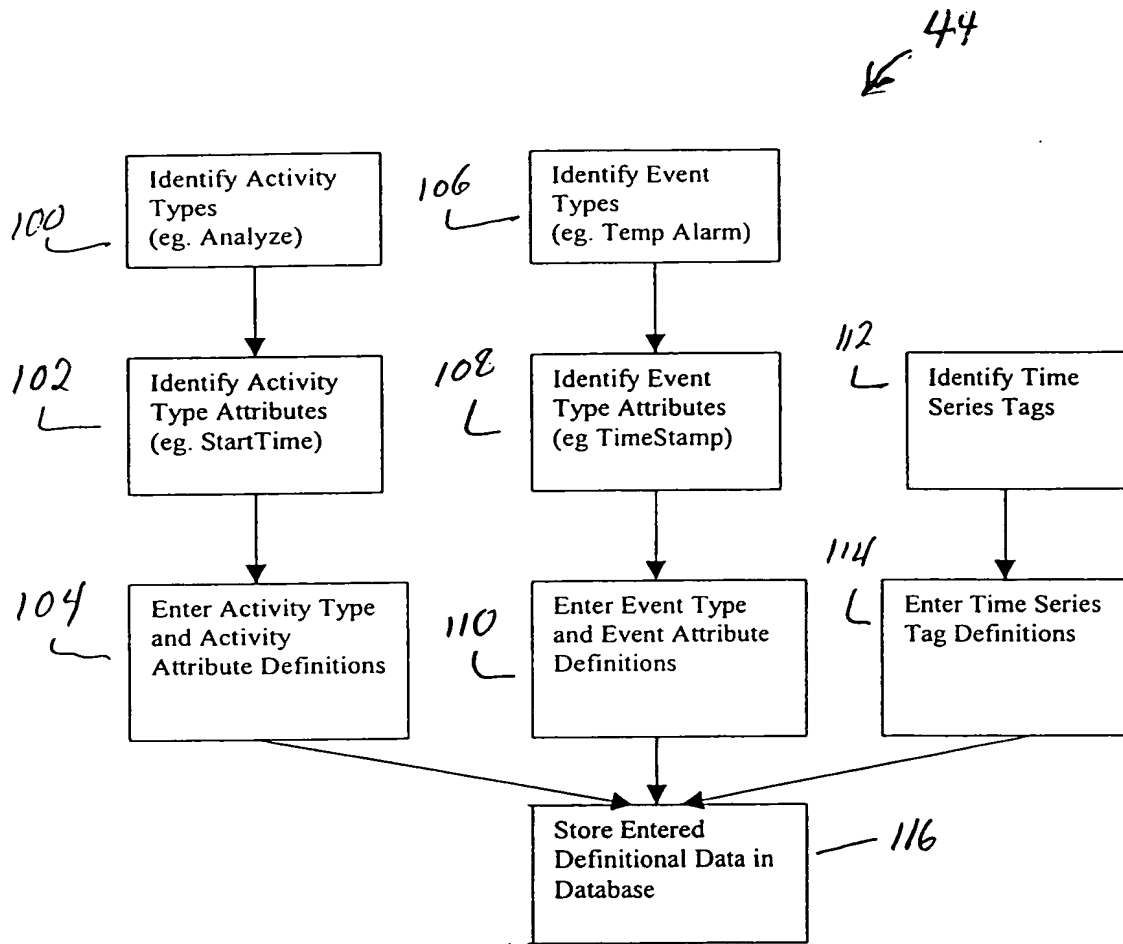 44
Identify Activity
Types
(eg. Analyze)
100
106
Identify Event
Types
(eg. Temp Alarm)
102
Identify Activity
Type Attributes
(eg. StartTime)
108
Identify Event
Type Attributes
(eg TimeStamp)
112
Identify Time
Series Tags
104
Enter Activity Type
and Activity
Attribute Definitions
110
Enter Event Type
and Event Attribute
Definitions
114
Enter Time Series
Tag Definitions
Store Entered
Definitional Data in
Database
116